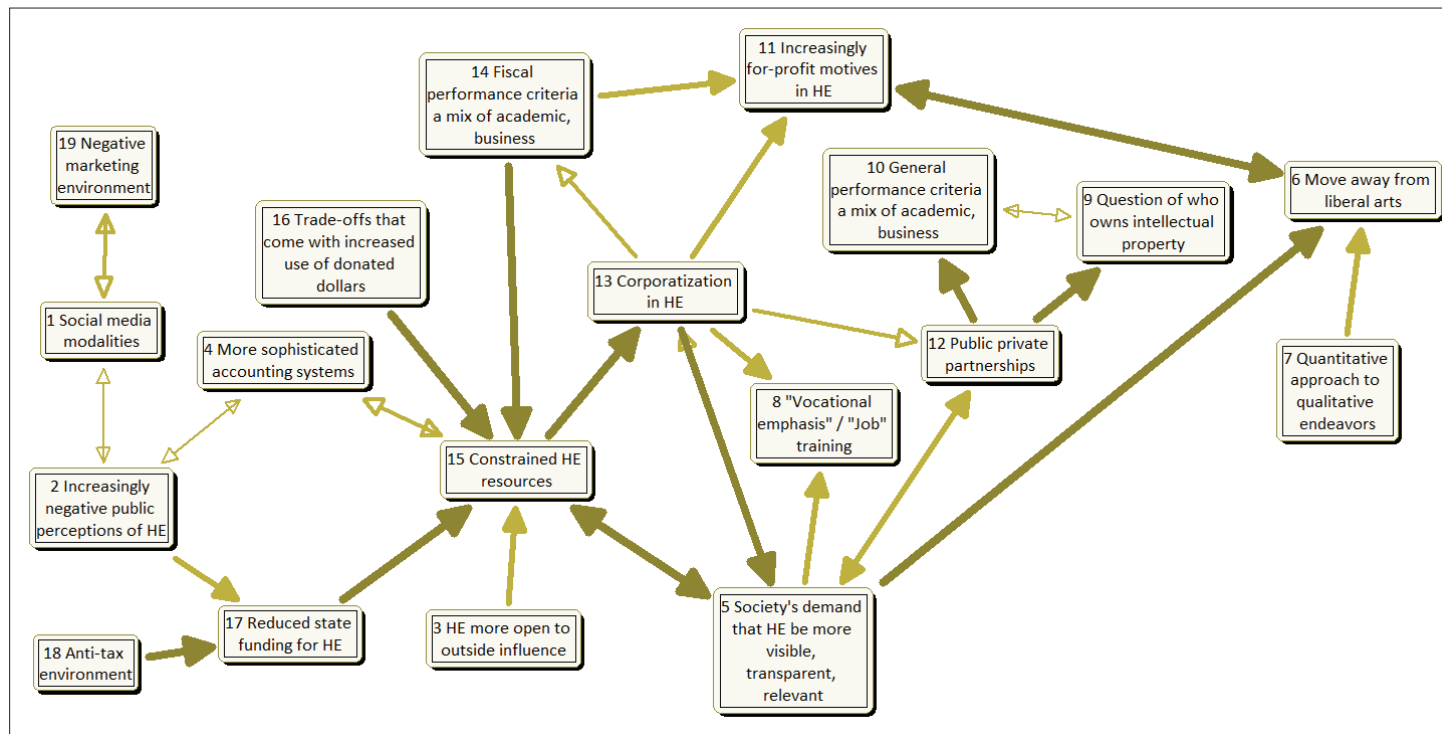 11 Increasingly
for-profit motives
in HE
14 Fiscal
performance criteria
a mix of academic,
business
19 Negative
marketing
environment
10 General
performance criteria
a mix of academic,
business
6 Move away from
liberal arts
9 Question of who
owns intellectual
property
16 Trade-offs that
come with increased
use of donated
dollars
13 Corporatization
in HE
1 Social media
modalities
4 More sophisticated
accounting systems
12 Public private
partnerships
7 Quantitative
approach to
qualitative
endeavors
8 "Vocational
emphasis" / "Job"
training
15 Constrained HE
resources
2 Increasingly
negative public
perceptions of HE
5 Society's demand
that HE be more
visible,
transparent,
relevant
17 Reduced state
funding for HE
3 HE more open to
outside influence
18 Anti-tax
environment